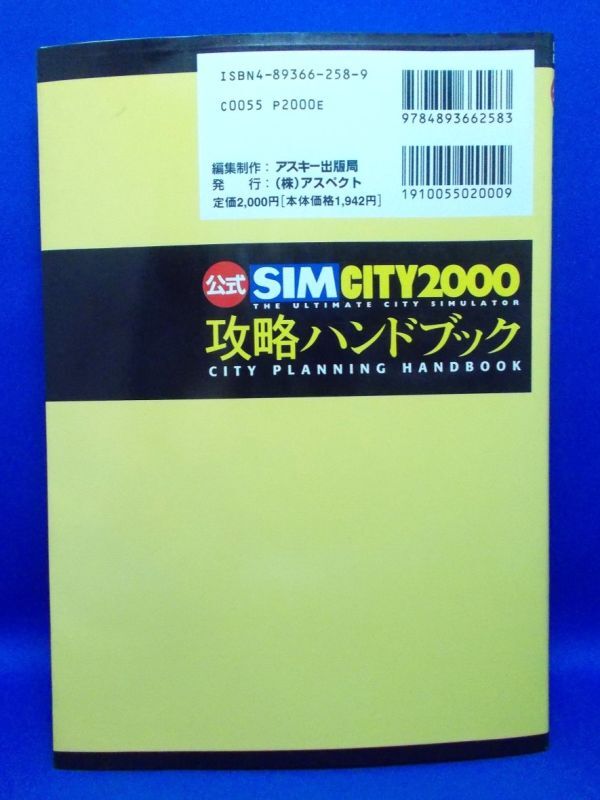 ISBN4-89366-258-9
C0055 P2000E
9784893662583
編集制作：アスキー出版局
発　行：（株）アスペクト
定価2,000円[本体価格1,942円]
1910055020009
公式 SIMCITY2000
THE ULTIMATE CITY SIMULATOR
攻略ハンドブック
CITY PLANNING HANDBOOK